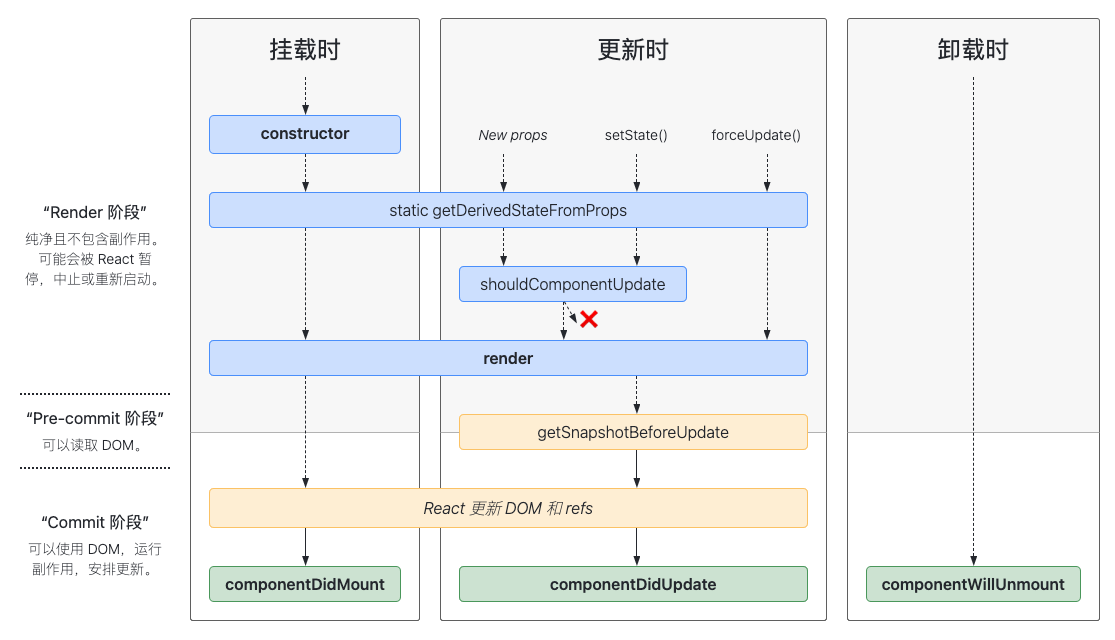 挂载时
更新时
卸载时
constructor
New props
setState()
forceUpdate()
“Render 阶段”
纯净且不包含副作用。
可能会被 React 暂
停，中止或重新启动。
static getDerivedStateFromProps
shouldComponentUpdate
render
“Pre-commit 阶段”
可以读取 DOM。
getSnapshotBeforeUpdate
“Commit 阶段”
可以使用 DOM，运行
副作用，安排更新。
React 更新 DOM 和 refs
componentDidMount
componentDidUpdate
componentWillUnmount